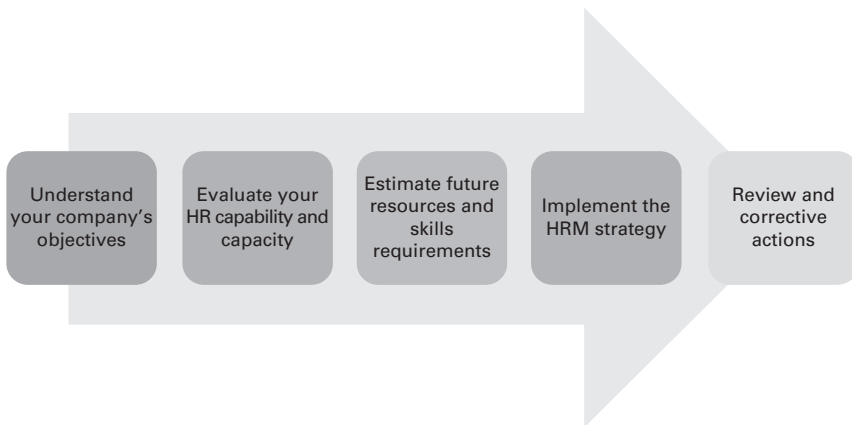 Understand
your company's
objectives
Evaluate your
HR capability and
capacity
Estimate future
resources and
skills
requirements
Implement the
HRM strategy
Review and
corrective
actions